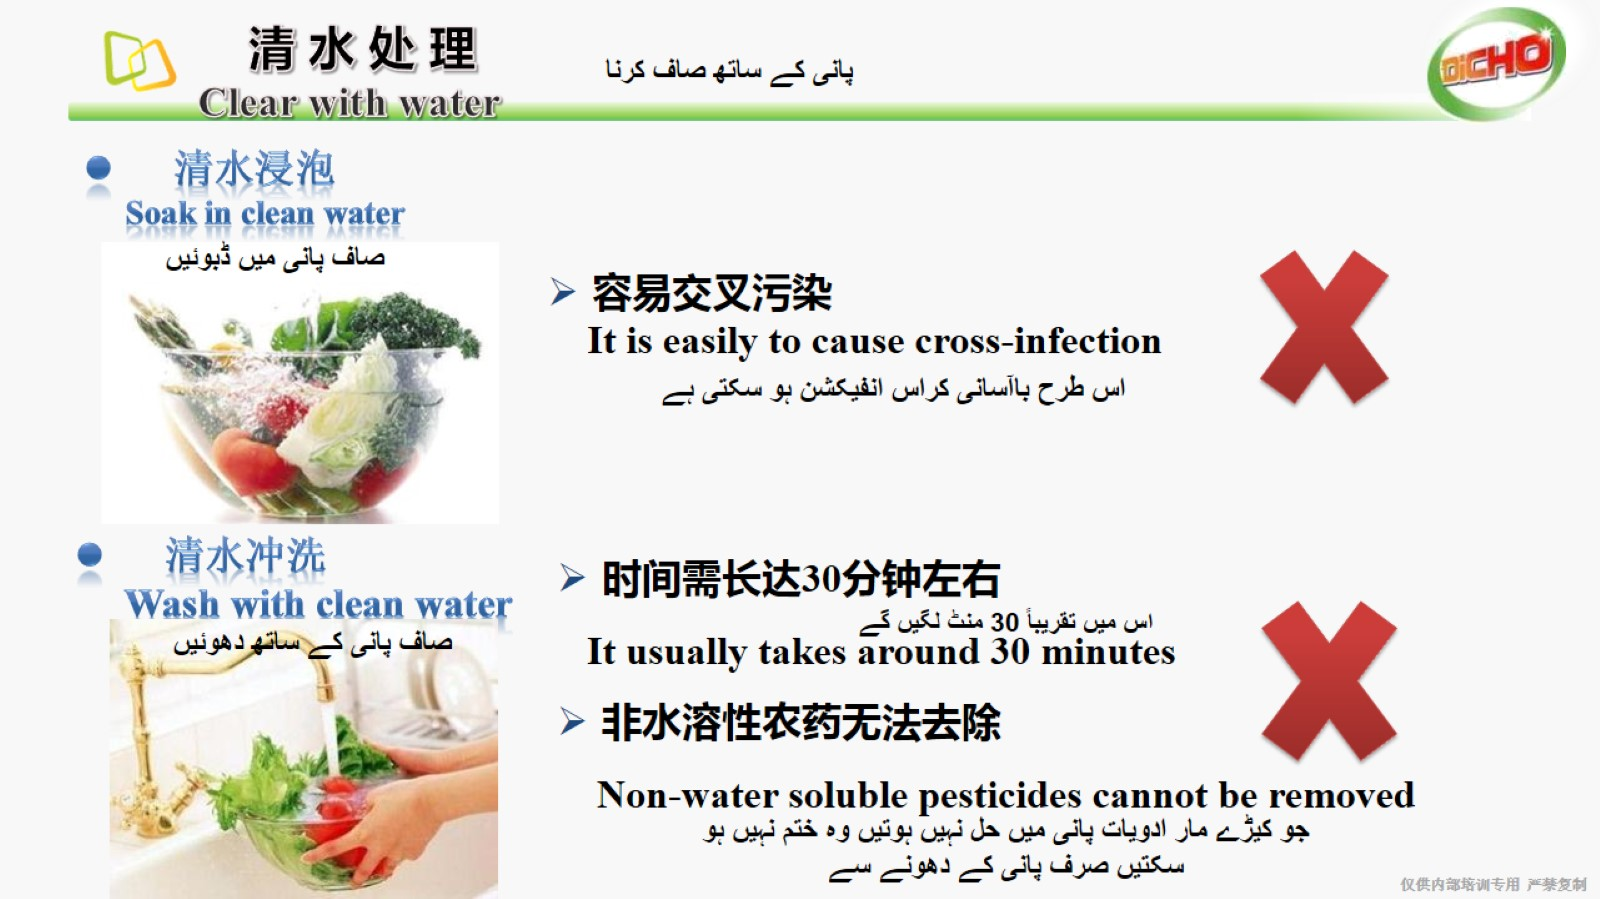 清水处理
پانی کے ساتھ صاف کرنا
DiCHO
Clear with water
清水浸泡
Soak in clean water
صاف پانی میں ڈبوئیں
容易交叉污染
It is easily to cause cross-infection
اس طرح باآسانی کراس انفیکشن ہو سکتی ہے
清水冲洗
Wash with clean water
صاف پانی کے ساتھ دھوئیں
时间需长达30分钟左右
اس میں تقریباً 30 منٹ لگیں گے
It usually takes around 30 minutes
非水溶性农药无法去除
Non-water soluble pesticides cannot be removed
جو کیڑے مار ادویات پانی میں حل نہیں ہوتیں وہ ختم نہیں ہو
سکتیں صرف پانی کے دھونے سے
仅供内部培训专用 严禁复制